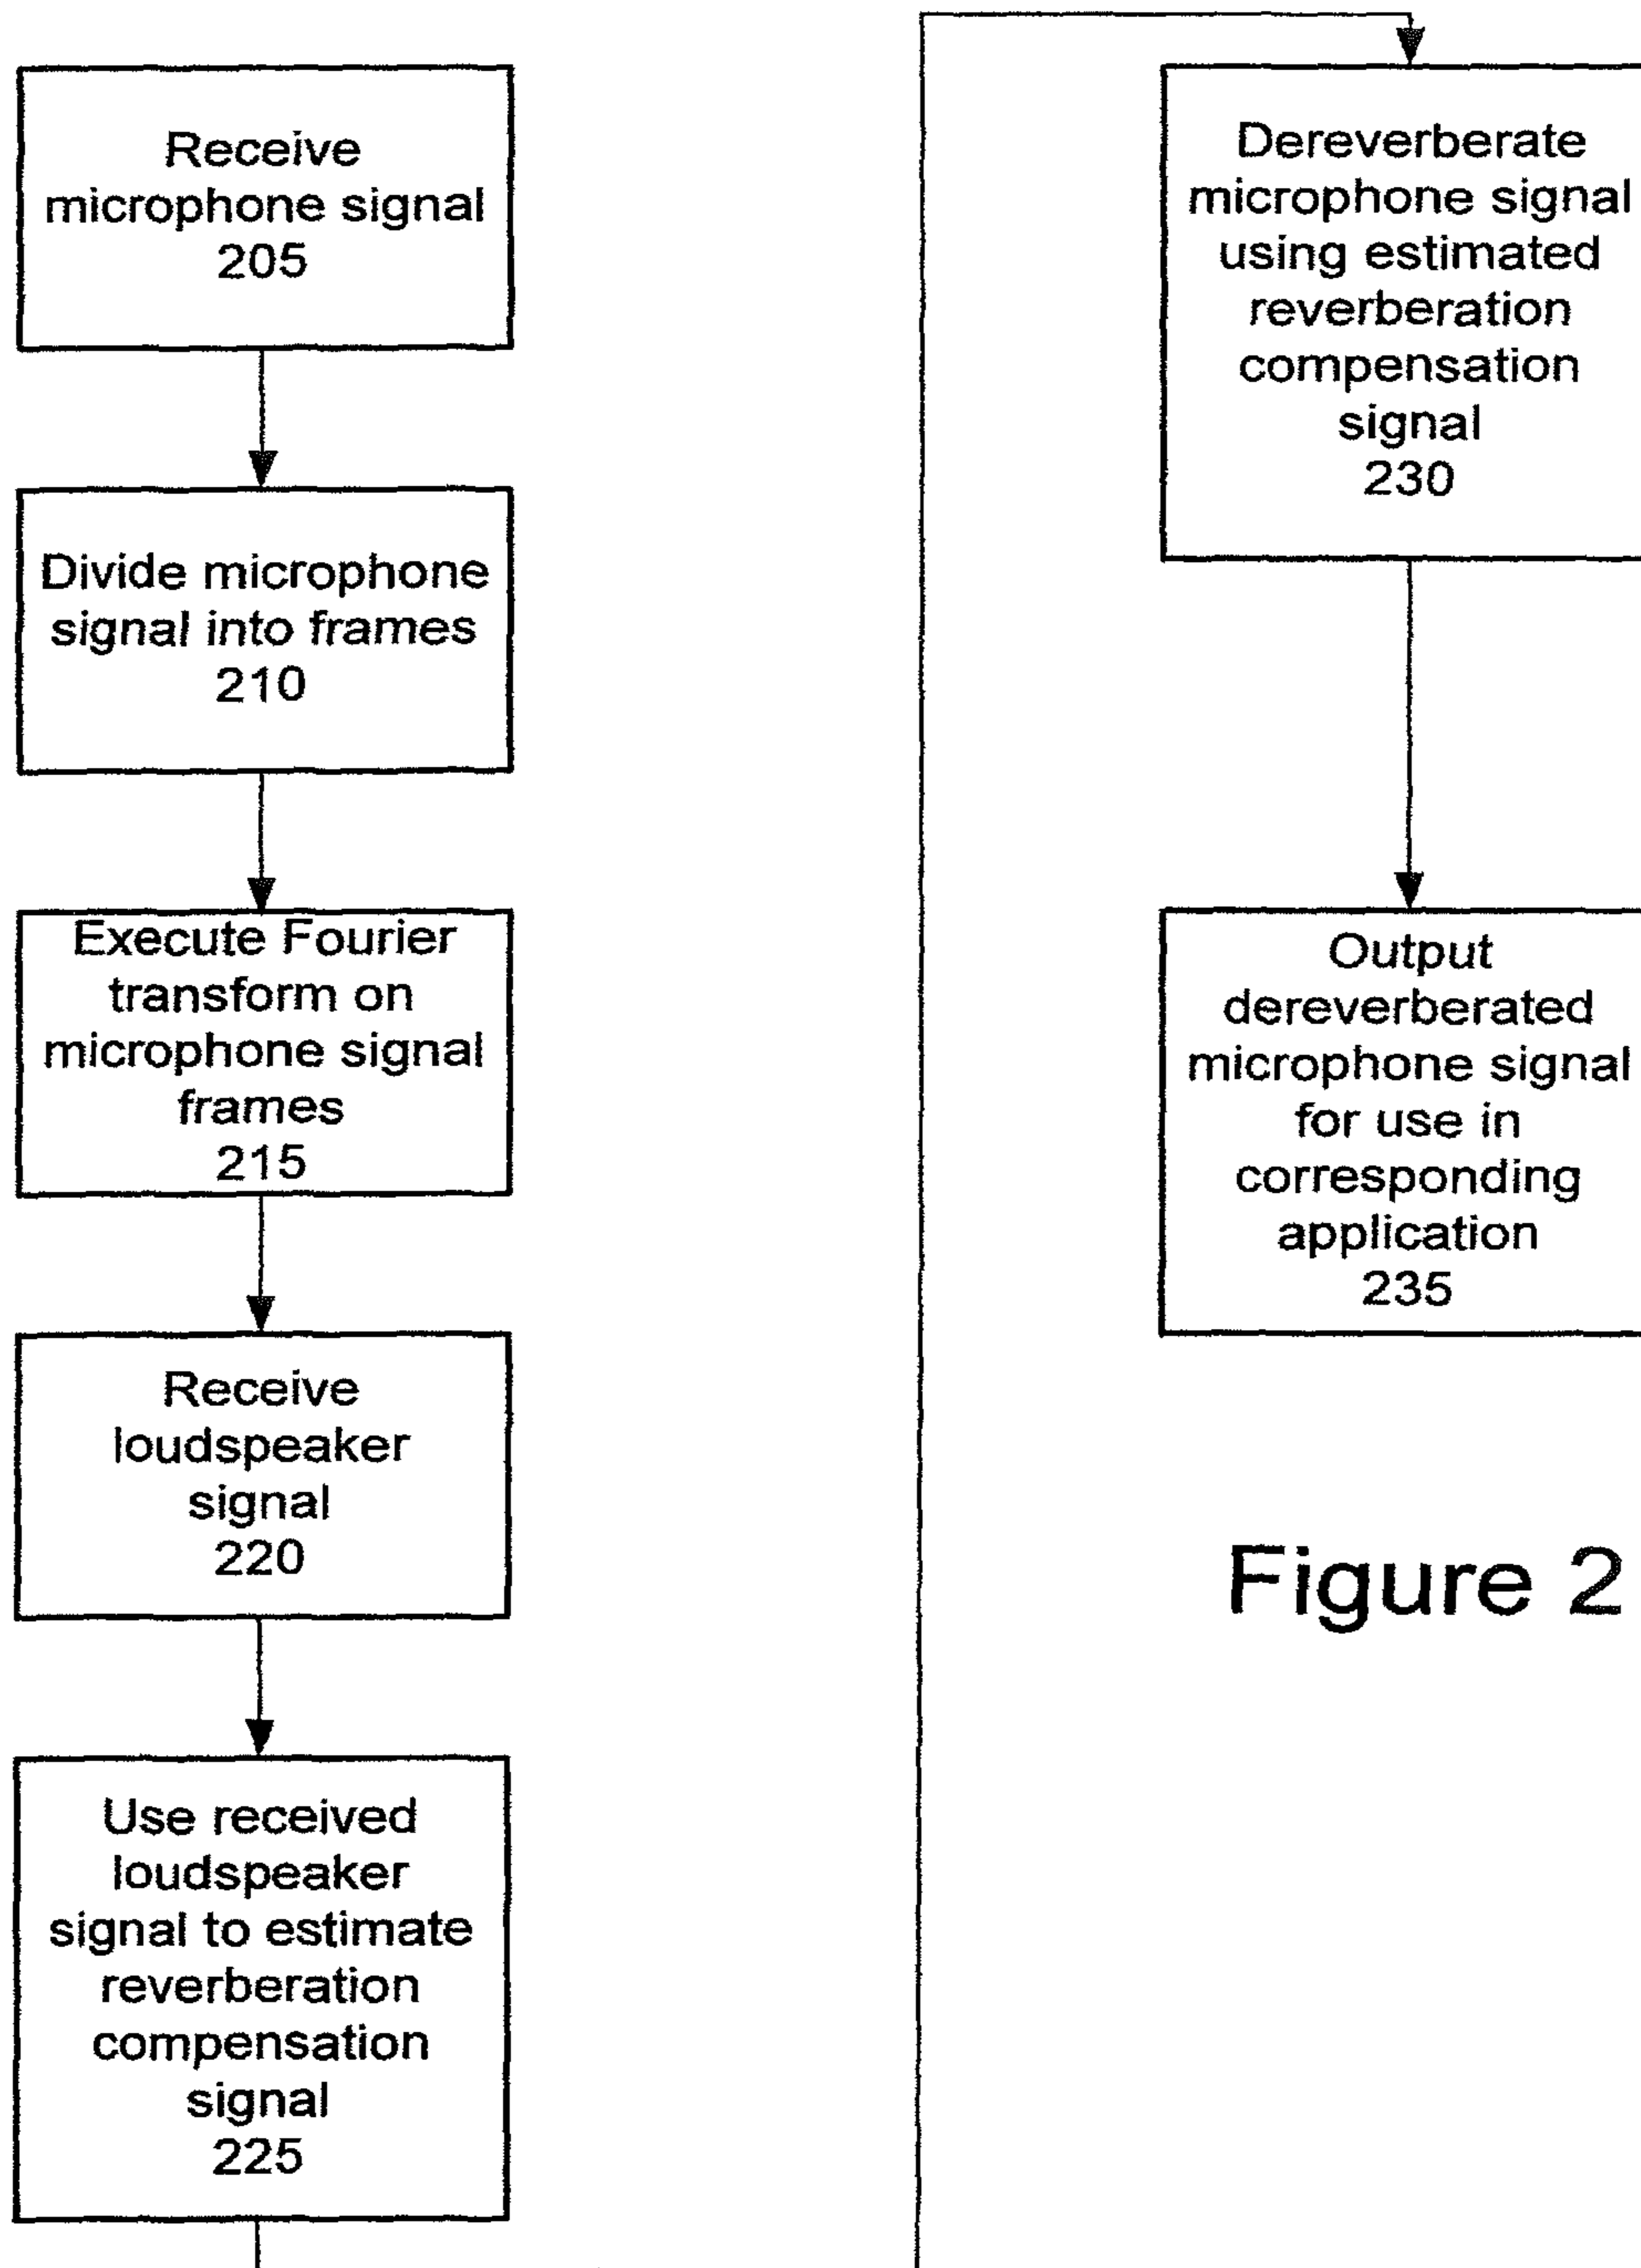 Receive
microphone signal
205
Divide microphone
signal into frames
210
Execute Fourier
transform on
microphone signal
frames
215
Receive
loudspeaker
signal
220
Use received
loudspeaker
signal to estimate
reverberation
compensation
signal
225
Dereverberate
microphone signal
using estimated
reverberation
compensation
signal
230
Output
dereverberated
microphone signal
for use in
corresponding
application
235
Figure 2